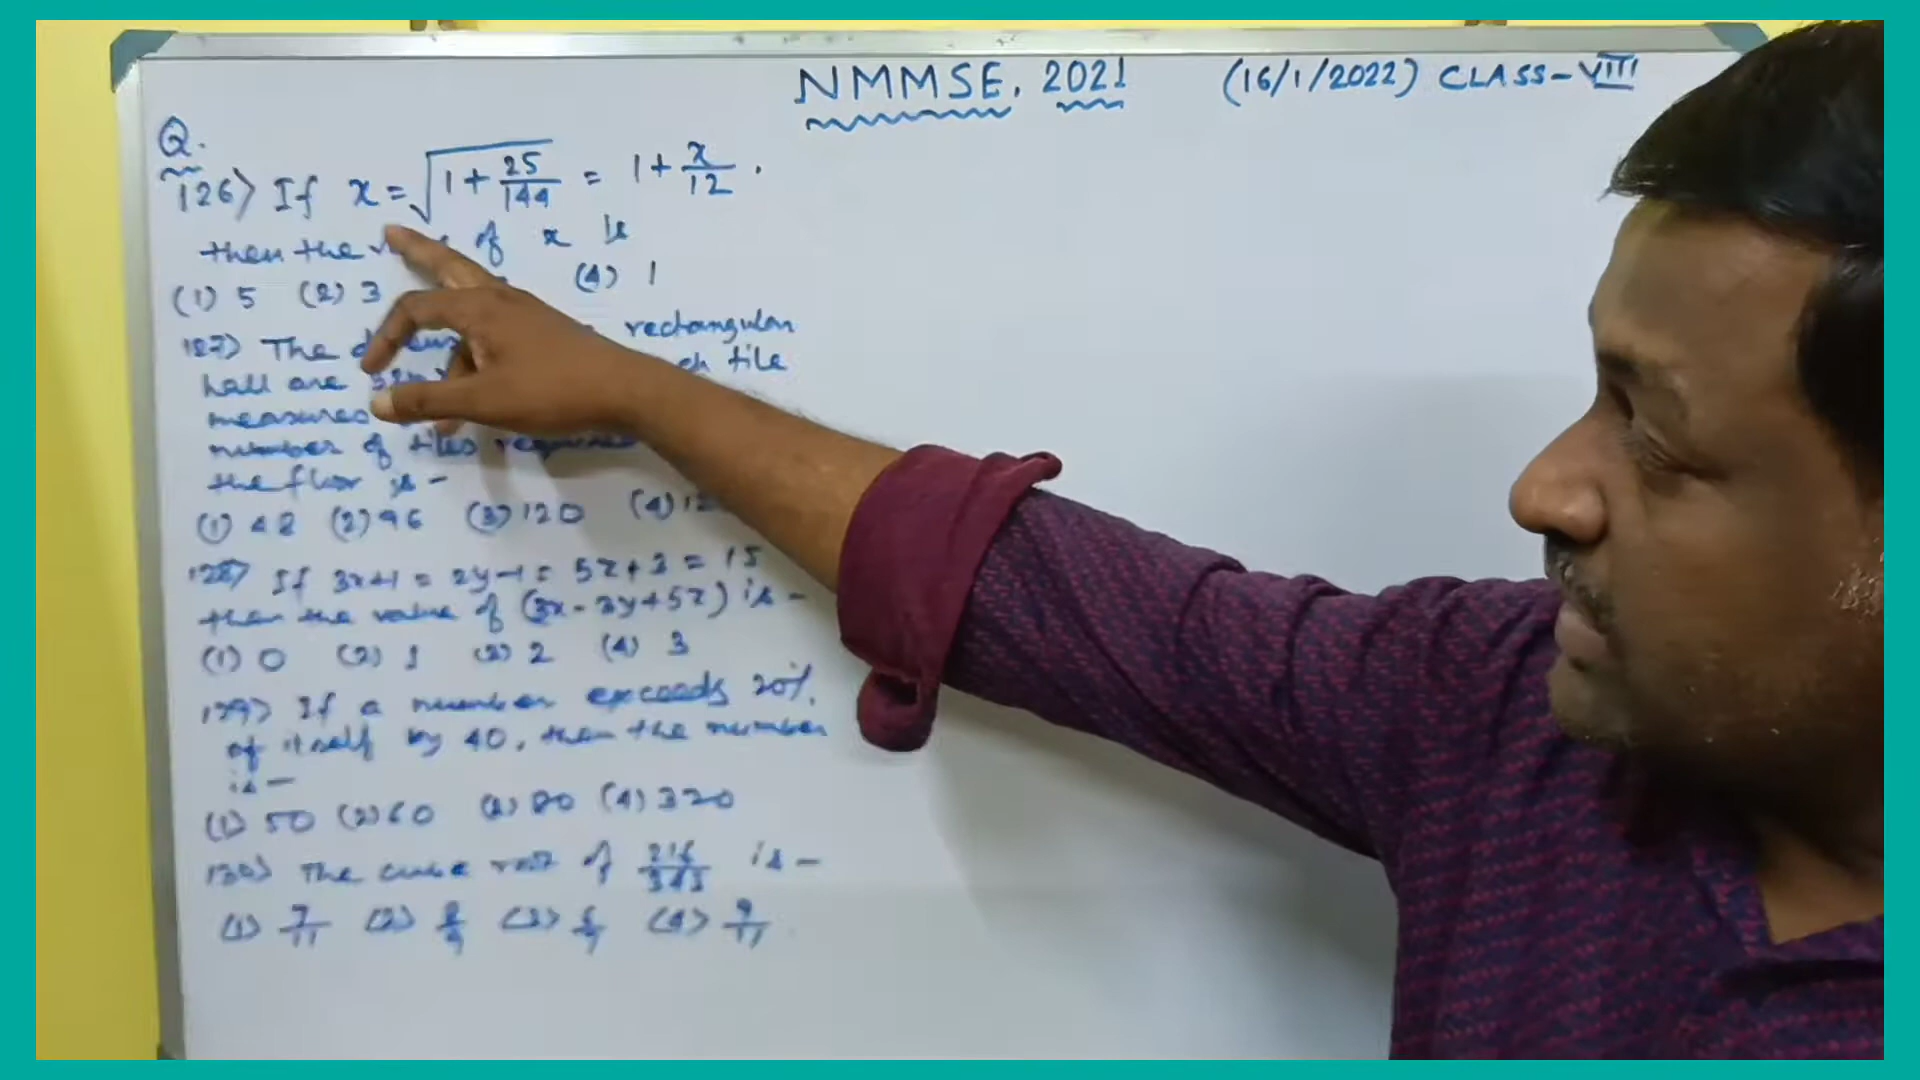 NMMSE. 2021 (16/1/2022) CLASS-VIII
Q.
126) If x = √(1 + 25/144) = 1 + x/12 .
then the of x is
(1) 5 (2) 3 (4) 1
127) The rectangular
hall are tile
measures
number of tiles
the floor is -
(1) 48 (2) 96 (3) 120 (4)
128) If 3x+1 = 2y-1 = 5z+3 = 15
then the value of (3x - 2y + 5z) is -
(1) 0 (2) 1 (3) 2 (4) 3
129) If a number exceeds 20%
of itself by 40, then the number
is -
(1) 50 (2) 60 (3) 80 (4) 320
130) The cube root of 216/343 is -
(1) 7/11 (2) 8/9 (3) 6/7 (4) 9/11